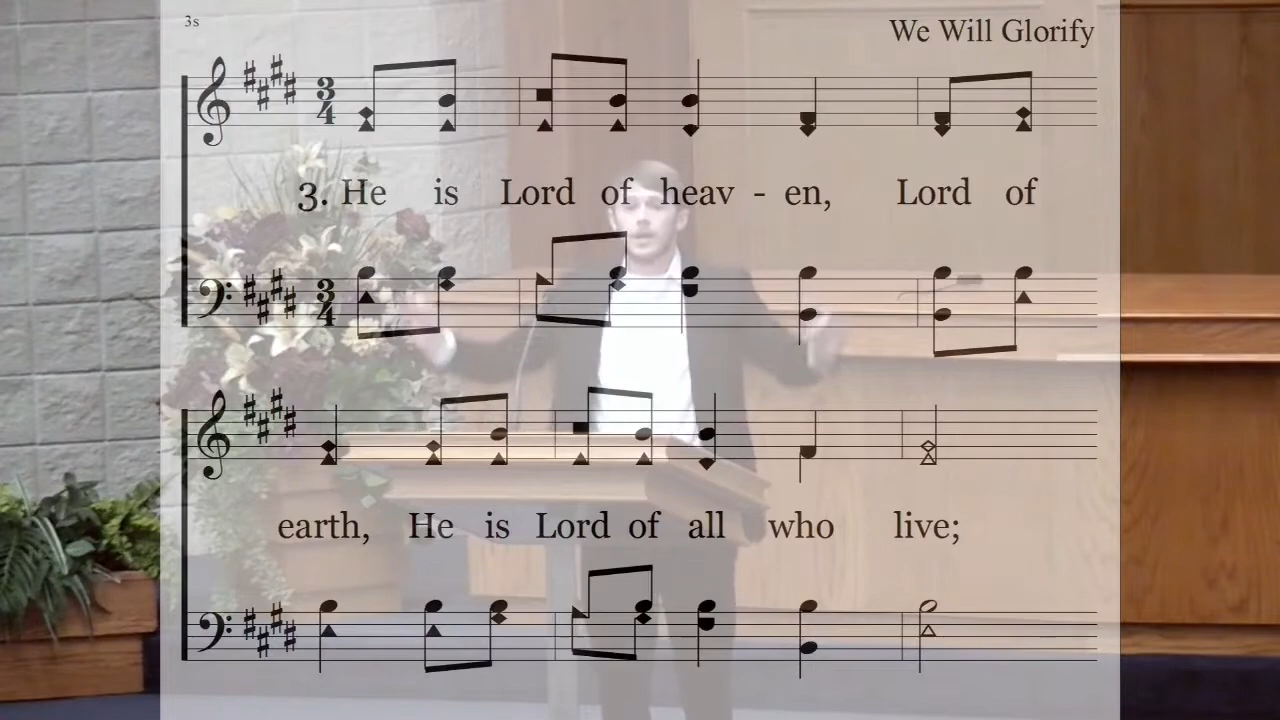 3s
We Will Glorify
3. He is Lord of heav - en, Lord of
earth, He is Lord of all who live;